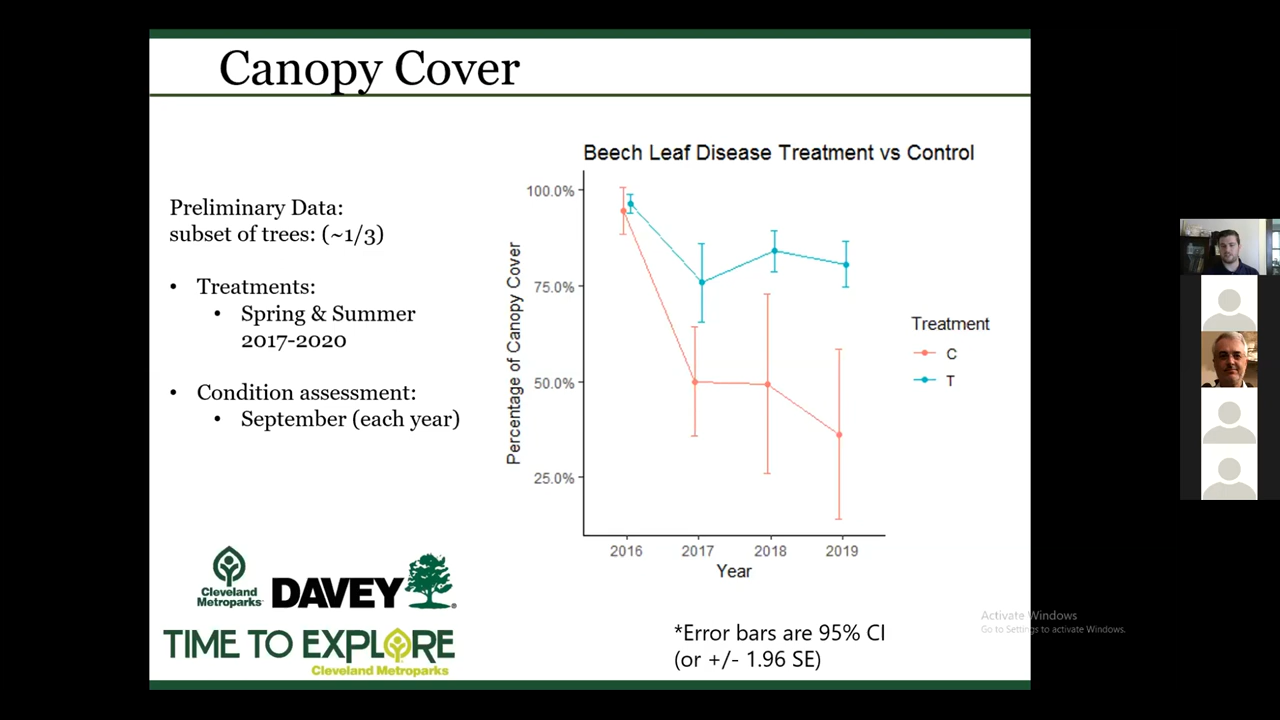 Canopy Cover
Preliminary Data:
subset of trees: (~1/3)
• Treatments:
• Spring & Summer
2017-2020
• Condition assessment:
• September (each year)
Beech Leaf Disease Treatment vs Control
100.0%
75.0%
50.0%
25.0%
Percentage of Canopy Cover
2016 2017 2018 2019
Year
Treatment
C
T
Cleveland
Metroparks
DAVEY
TIME TO EXPLORE
Cleveland Metroparks
*Error bars are 95% CI
(or +/- 1.96 SE)
Activate Windows
Go to Settings to activate Windows.